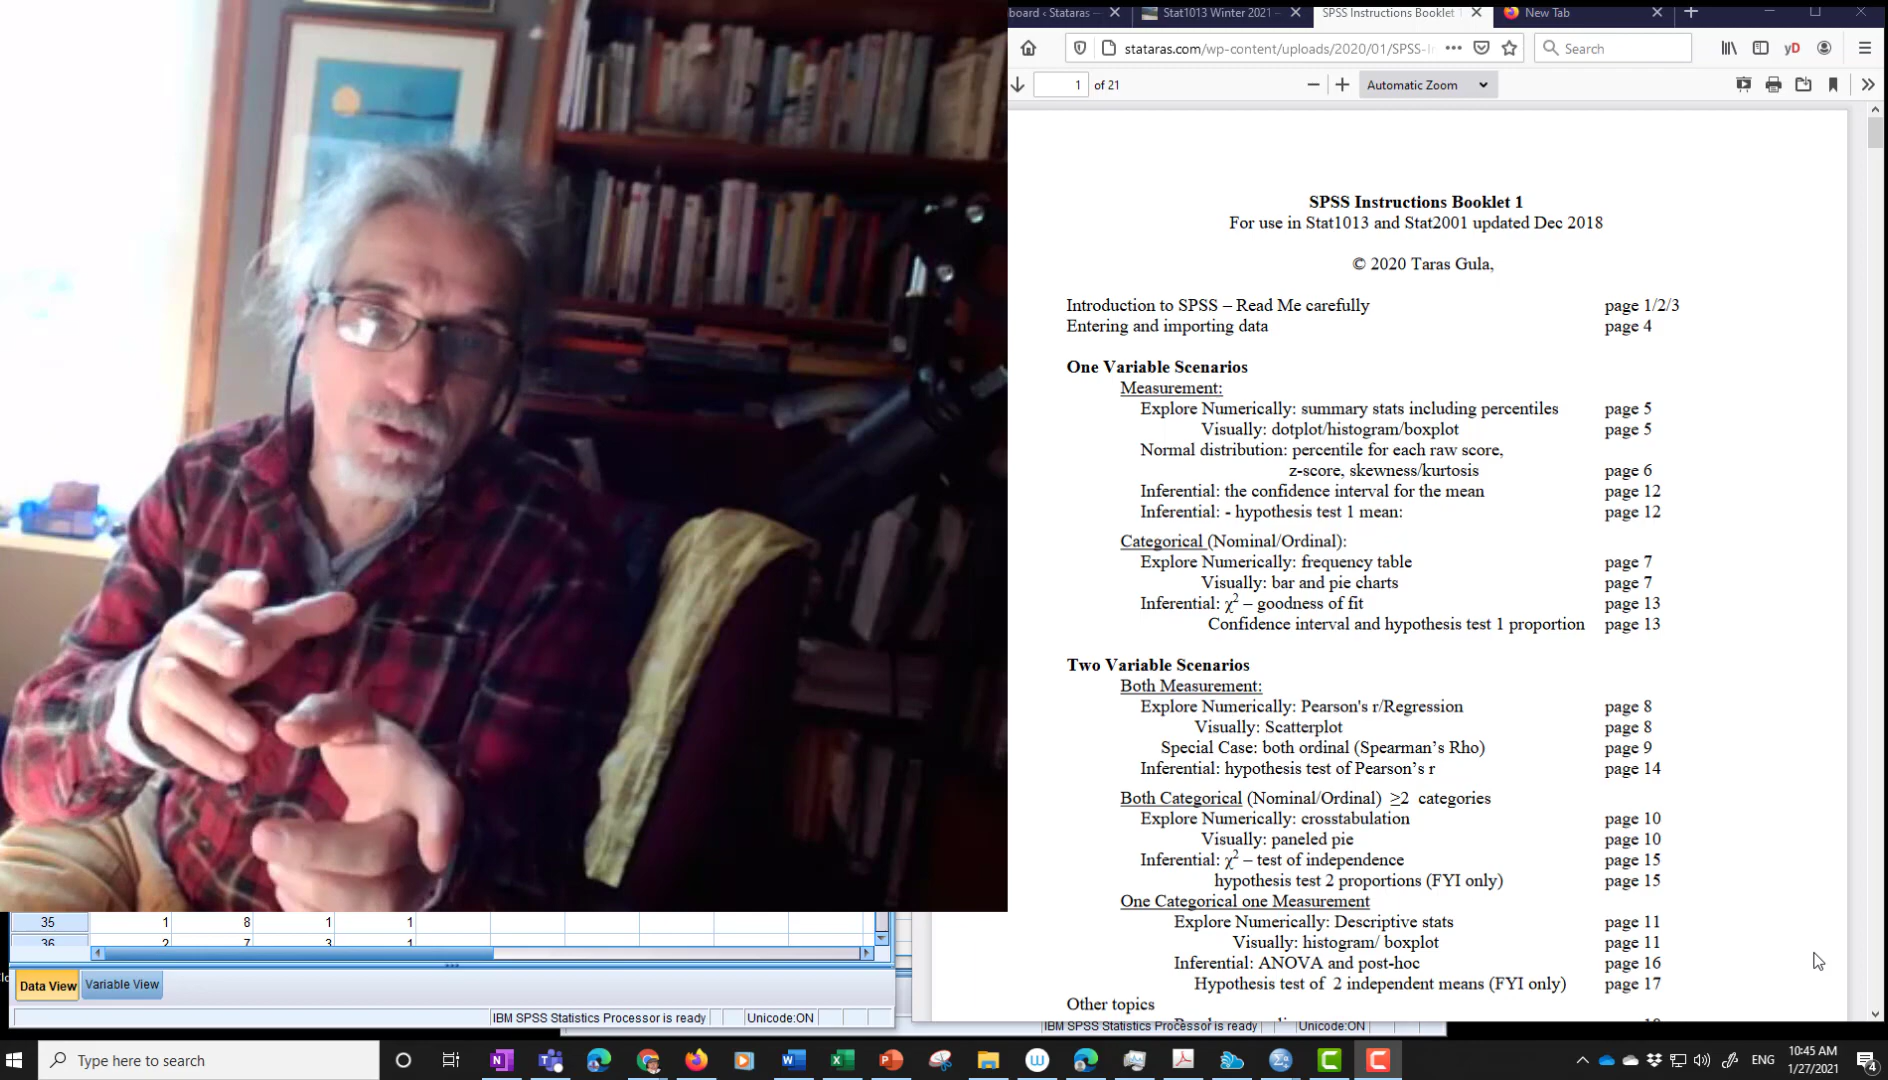 board ‹ Stataras —
Stat1013 Winter 2021 —
SPSS Instructions Booklet 1
New Tab
stataras.com/wp-content/uploads/2020/01/SPSS-I
Search
1 of 21
Automatic Zoom
SPSS Instructions Booklet 1
For use in Stat1013 and Stat2001 updated Dec 2018
© 2020 Taras Gula,
Introduction to SPSS – Read Me carefully page 1/2/3
Entering and importing data page 4
One Variable Scenarios
Measurement:
Explore Numerically: summary stats including percentiles page 5
Visually: dotplot/histogram/boxplot page 5
Normal distribution: percentile for each raw score,
z-score, skewness/kurtosis page 6
Inferential: the confidence interval for the mean page 12
Inferential: - hypothesis test 1 mean: page 12
Categorical (Nominal/Ordinal):
Explore Numerically: frequency table page 7
Visually: bar and pie charts page 7
Inferential: χ² – goodness of fit page 13
Confidence interval and hypothesis test 1 proportion page 13
Two Variable Scenarios
Both Measurement:
Explore Numerically: Pearson's r/Regression page 8
Visually: Scatterplot page 8
Special Case: both ordinal (Spearman’s Rho) page 9
Inferential: hypothesis test of Pearson’s r page 14
Both Categorical (Nominal/Ordinal) ≥2 categories
Explore Numerically: crosstabulation page 10
Visually: paneled pie page 10
Inferential: χ² – test of independence page 15
hypothesis test 2 proportions (FYI only) page 15
One Categorical one Measurement
Explore Numerically: Descriptive stats page 11
Visually: histogram/ boxplot page 11
Inferential: ANOVA and post-hoc page 16
Hypothesis test of 2 independent means (FYI only) page 17
Other topics
35 1 8 1 1
36 2 7 3 1
Data View Variable View
IBM SPSS Statistics Processor is ready Unicode:ON
IBM SPSS Statistics Processor is ready Unicode:ON
Type here to search
ENG
10:45 AM
1/27/2021
4